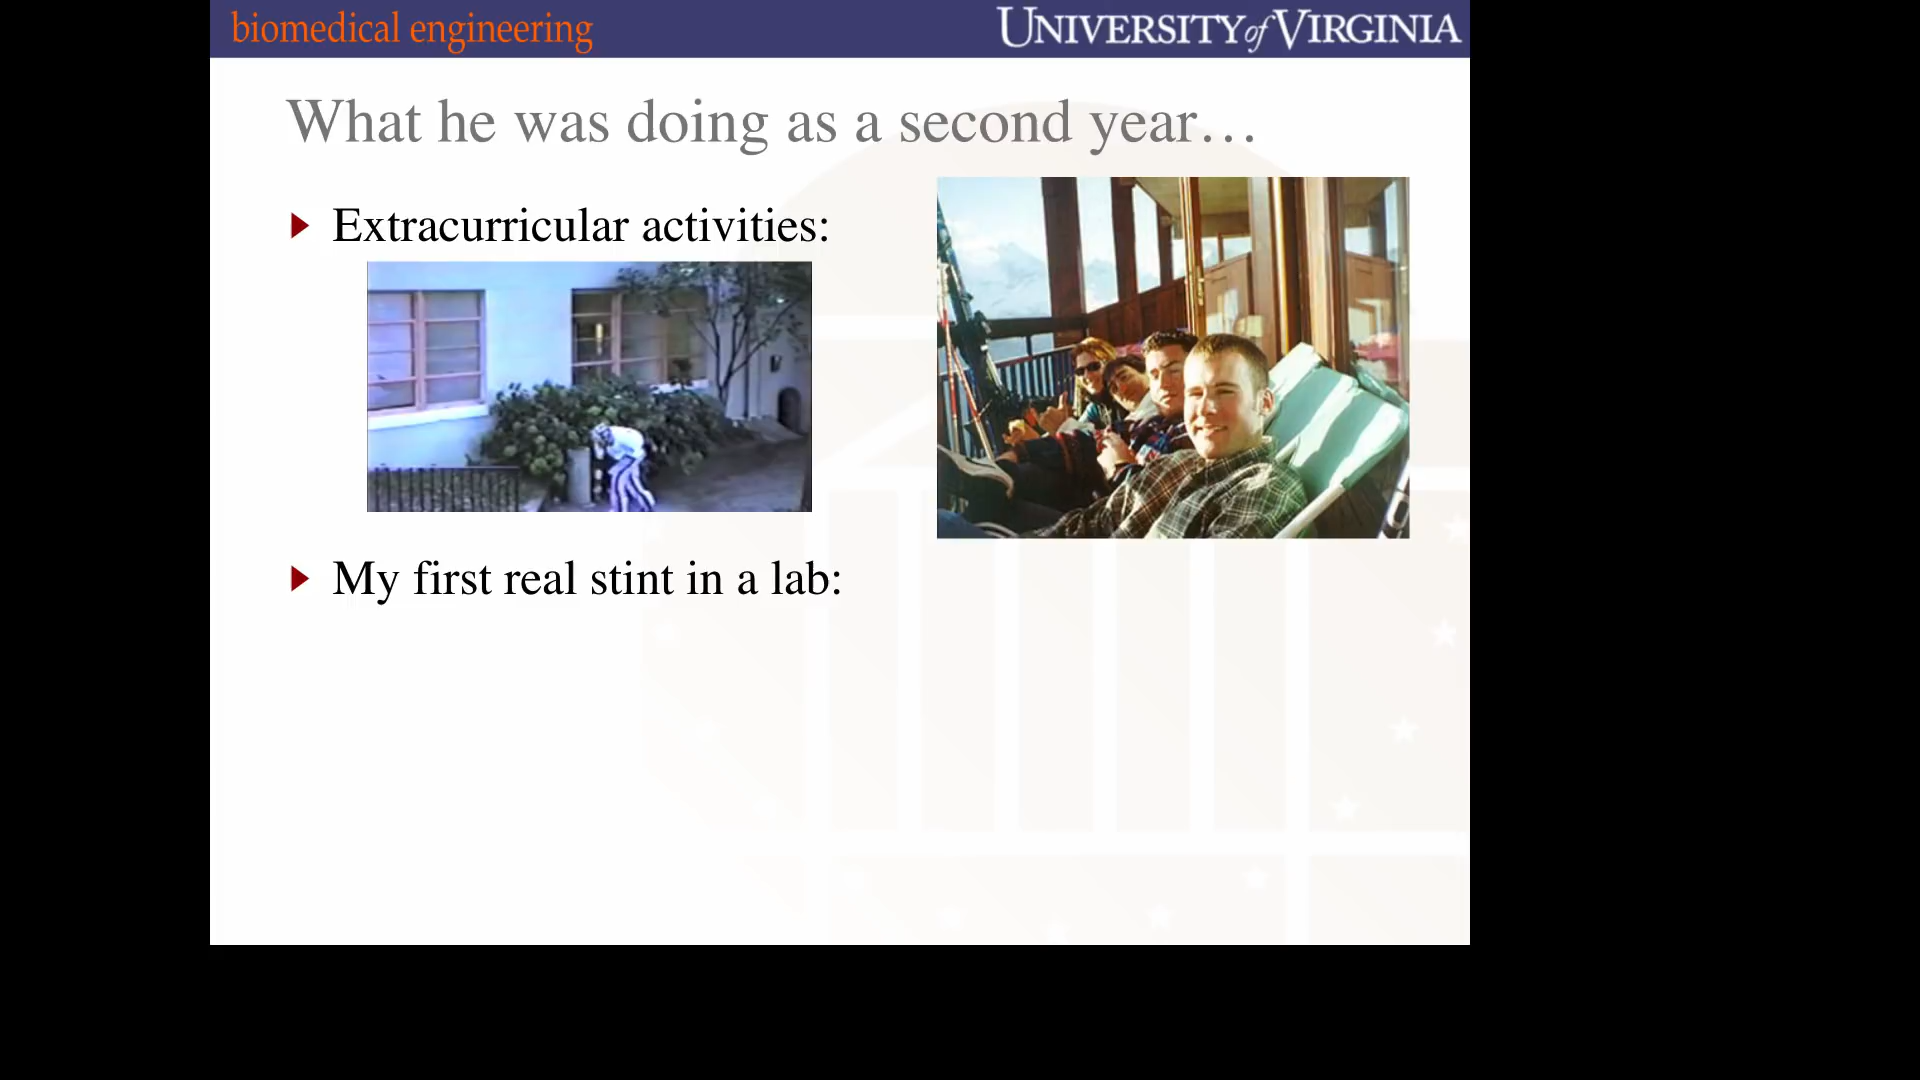 biomedical engineering
UNIVERSITY of VIRGINIA
What he was doing as a second year…
Extracurricular activities:
My first real stint in a lab: